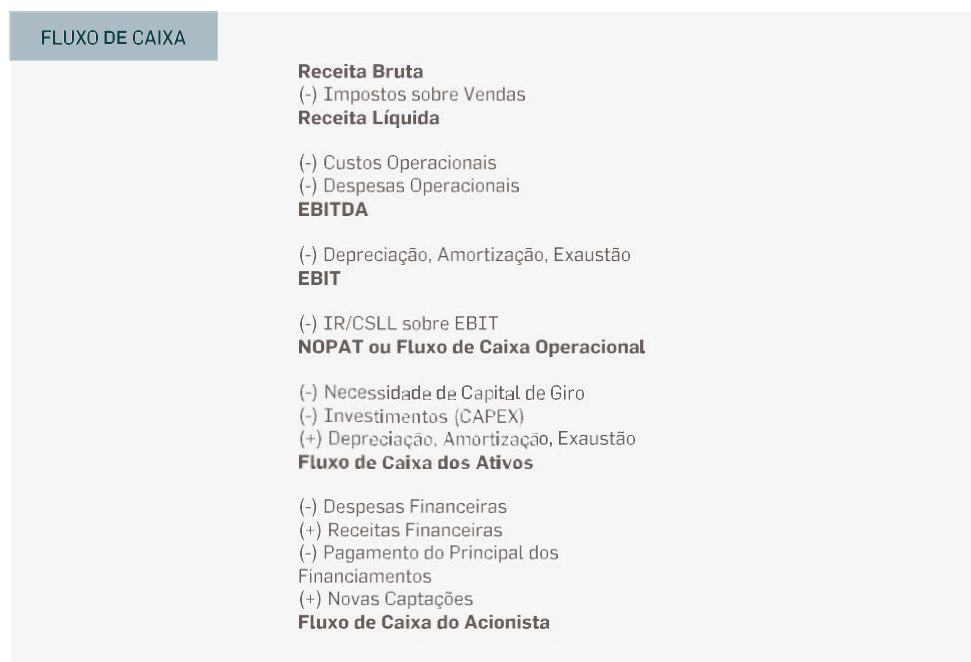 FLUXO DE CAIXA
Receita Bruta
(-) Impostos sobre Vendas
Receita Líquida
(-) Custos Operacionais
(-) Despesas Operacionais
EBITDA
(-) Depreciação, Amortização, Exaustão
EBIT
(-) IR/CSLL sobre EBIT
NOPAT ou Fluxo de Caixa Operacional
(-) Necessidade de Capital de Giro
(-) Investimentos (CAPEX)
(+) Depreciação, Amortização, Exaustão
Fluxo de Caixa dos Ativos
(-) Despesas Financeiras
(+) Receitas Financeiras
(-) Pagamento do Principal dos
Financiamentos
(+) Novas Captações
Fluxo de Caixa do Acionista